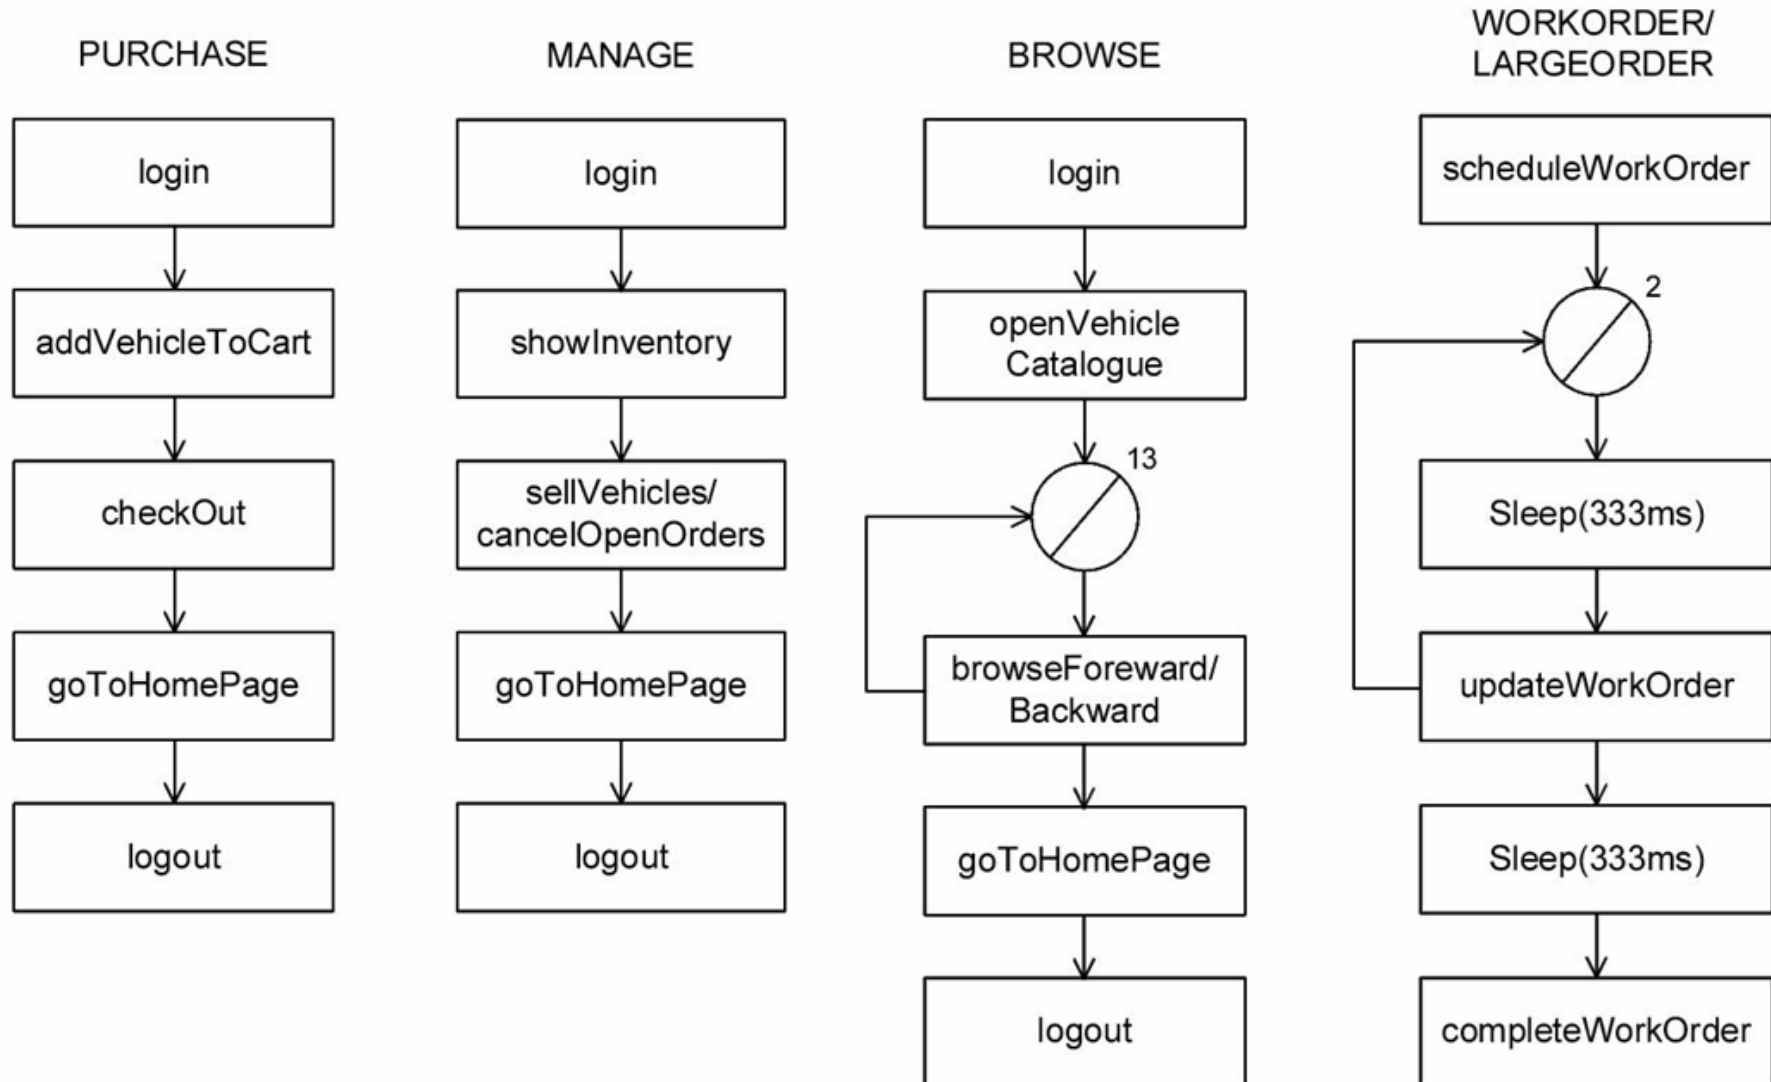 PURCHASE
login
addVehicleToCart
checkOut
goToHomePage
logout
MANAGE
login
showInventory
sellVehicles/
cancelOpenOrders
goToHomePage
logout
BROWSE
login
openVehicle
Catalogue
13
browseForeward/
Backward
goToHomePage
logout
WORKORDER/
LARGEORDER
scheduleWorkOrder
2
Sleep(333ms)
updateWorkOrder
Sleep(333ms)
completeWorkOrder